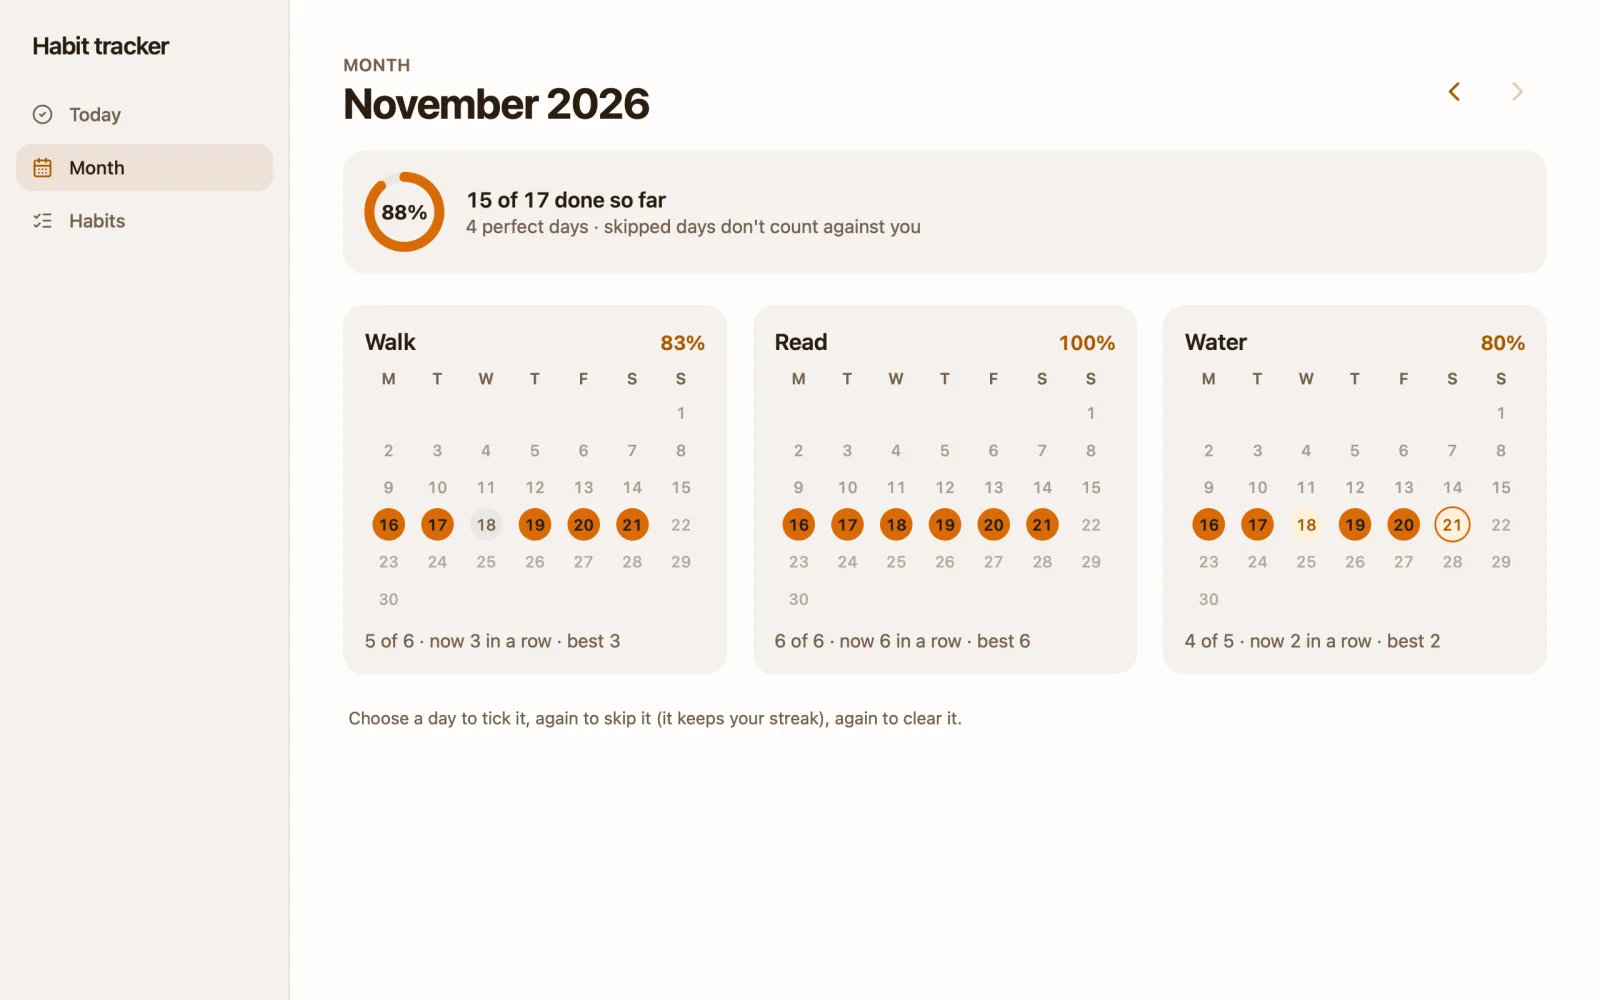 Habit tracker
Today
Month
Habits
MONTH
November 2026
88%
15 of 17 done so far
4 perfect days · skipped days don't count against you
Walk 83%
M T W T F S S
1
2 3 4 5 6 7 8
9 10 11 12 13 14 15
16 17 18 19 20 21 22
23 24 25 26 27 28 29
30
5 of 6 · now 3 in a row · best 3
Read 100%
M T W T F S S
1
2 3 4 5 6 7 8
9 10 11 12 13 14 15
16 17 18 19 20 21 22
23 24 25 26 27 28 29
30
6 of 6 · now 6 in a row · best 6
Water 80%
M T W T F S S
1
2 3 4 5 6 7 8
9 10 11 12 13 14 15
16 17 18 19 20 21 22
23 24 25 26 27 28 29
30
4 of 5 · now 2 in a row · best 2
Choose a day to tick it, again to skip it (it keeps your streak), again to clear it.